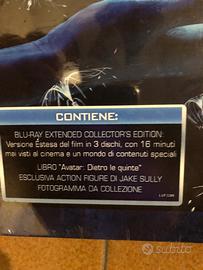 CONTIENE:
BLU-RAY EXTENDED COLLECTOR'S EDITION:
Versione Estesa del film in 3 dischi, con 16 minuti
mai visti al cinema e un mondo di contenuti speciali
LIBRO "Avatar: Dietro le quinte"
ESCLUSIVA ACTION FIGURE DI JAKE SULLY
FOTOGRAMMA DA COLLEZIONE
subito